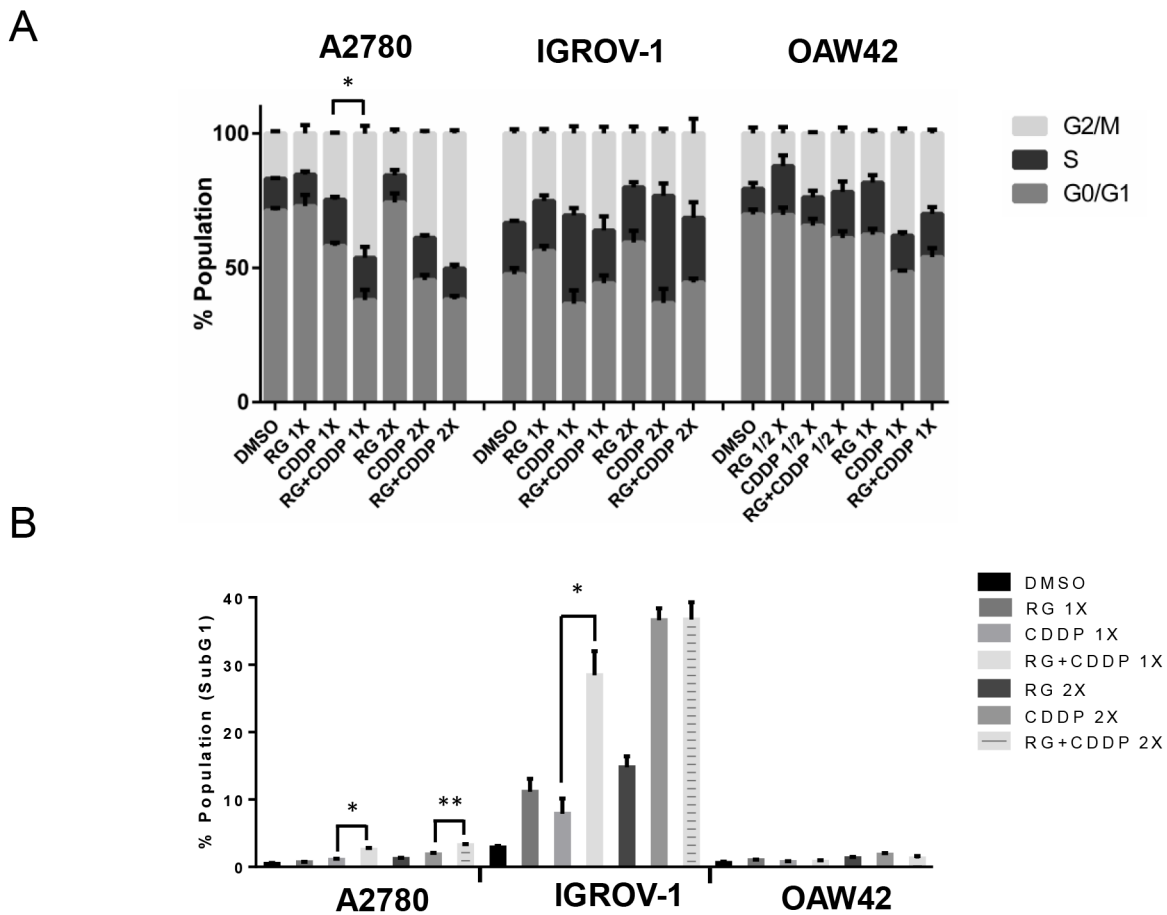 A
A2780 IGROV-1 OAW42
*
% Population
100
50
0
G2/M
S
G0/G1
DMSO RG 1X CDDP 1X RG+CDDP 1X RG 2X CDDP 2X RG+CDDP 2X
DMSO RG 1X CDDP 1X RG+CDDP 1X RG 2X CDDP 2X RG+CDDP 2X
DMSO RG 1/2 X CDDP 1/2 X RG+CDDP 1/2 X RG 1X CDDP 1X RG+CDDP 1X
B
% Population (SubG1)
40
30
20
10
0
*
**
*
DMSO
RG 1X
CDDP 1X
RG+CDDP 1X
RG 2X
CDDP 2X
RG+CDDP 2X
A2780 IGROV-1 OAW42